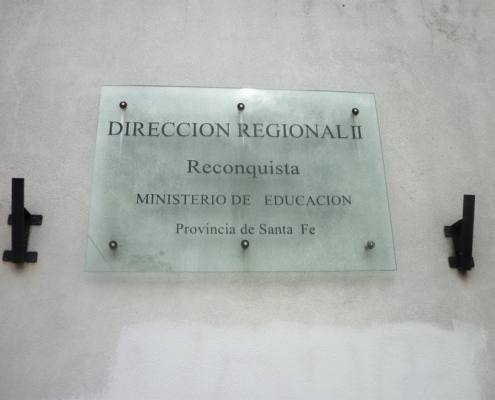 DIRECCION REGIONAL II
Reconquista
MINISTERIO DE EDUCACION
Provincia de Santa Fe